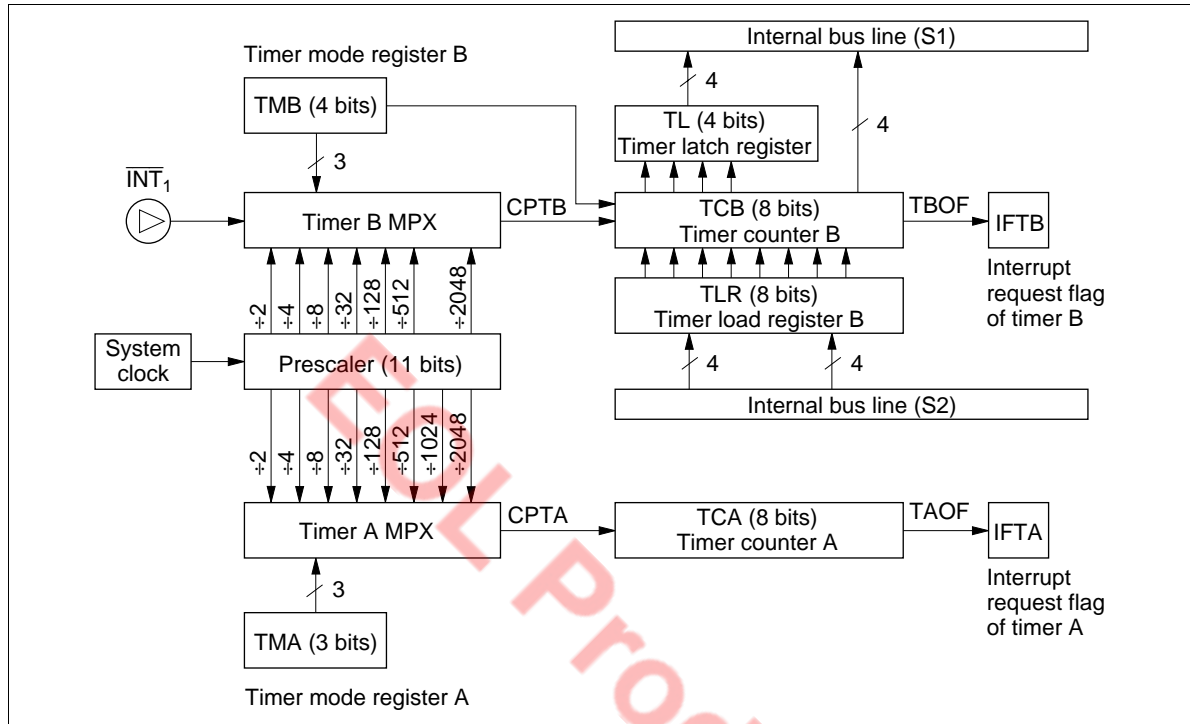 Internal bus line (S1)
Timer mode register B
TMB (4 bits)
4
TL (4 bits)
Timer latch register
4
3
INT1
Timer B MPX
CPTB
TCB (8 bits)
Timer counter B
TBOF
IFTB
Interrupt
request flag
of timer B
÷2
÷4
÷8
÷32
÷128
÷512
÷2048
TLR (8 bits)
Timer load register B
System
clock
Prescaler (11 bits)
4
4
Internal bus line (S2)
÷2
÷4
÷8
÷32
÷128
÷512
÷1024
÷2048
Timer A MPX
CPTA
TCA (8 bits)
Timer counter A
TAOF
IFTA
Interrupt
request flag
of timer A
3
TMA (3 bits)
Timer mode register A
EOL Prod